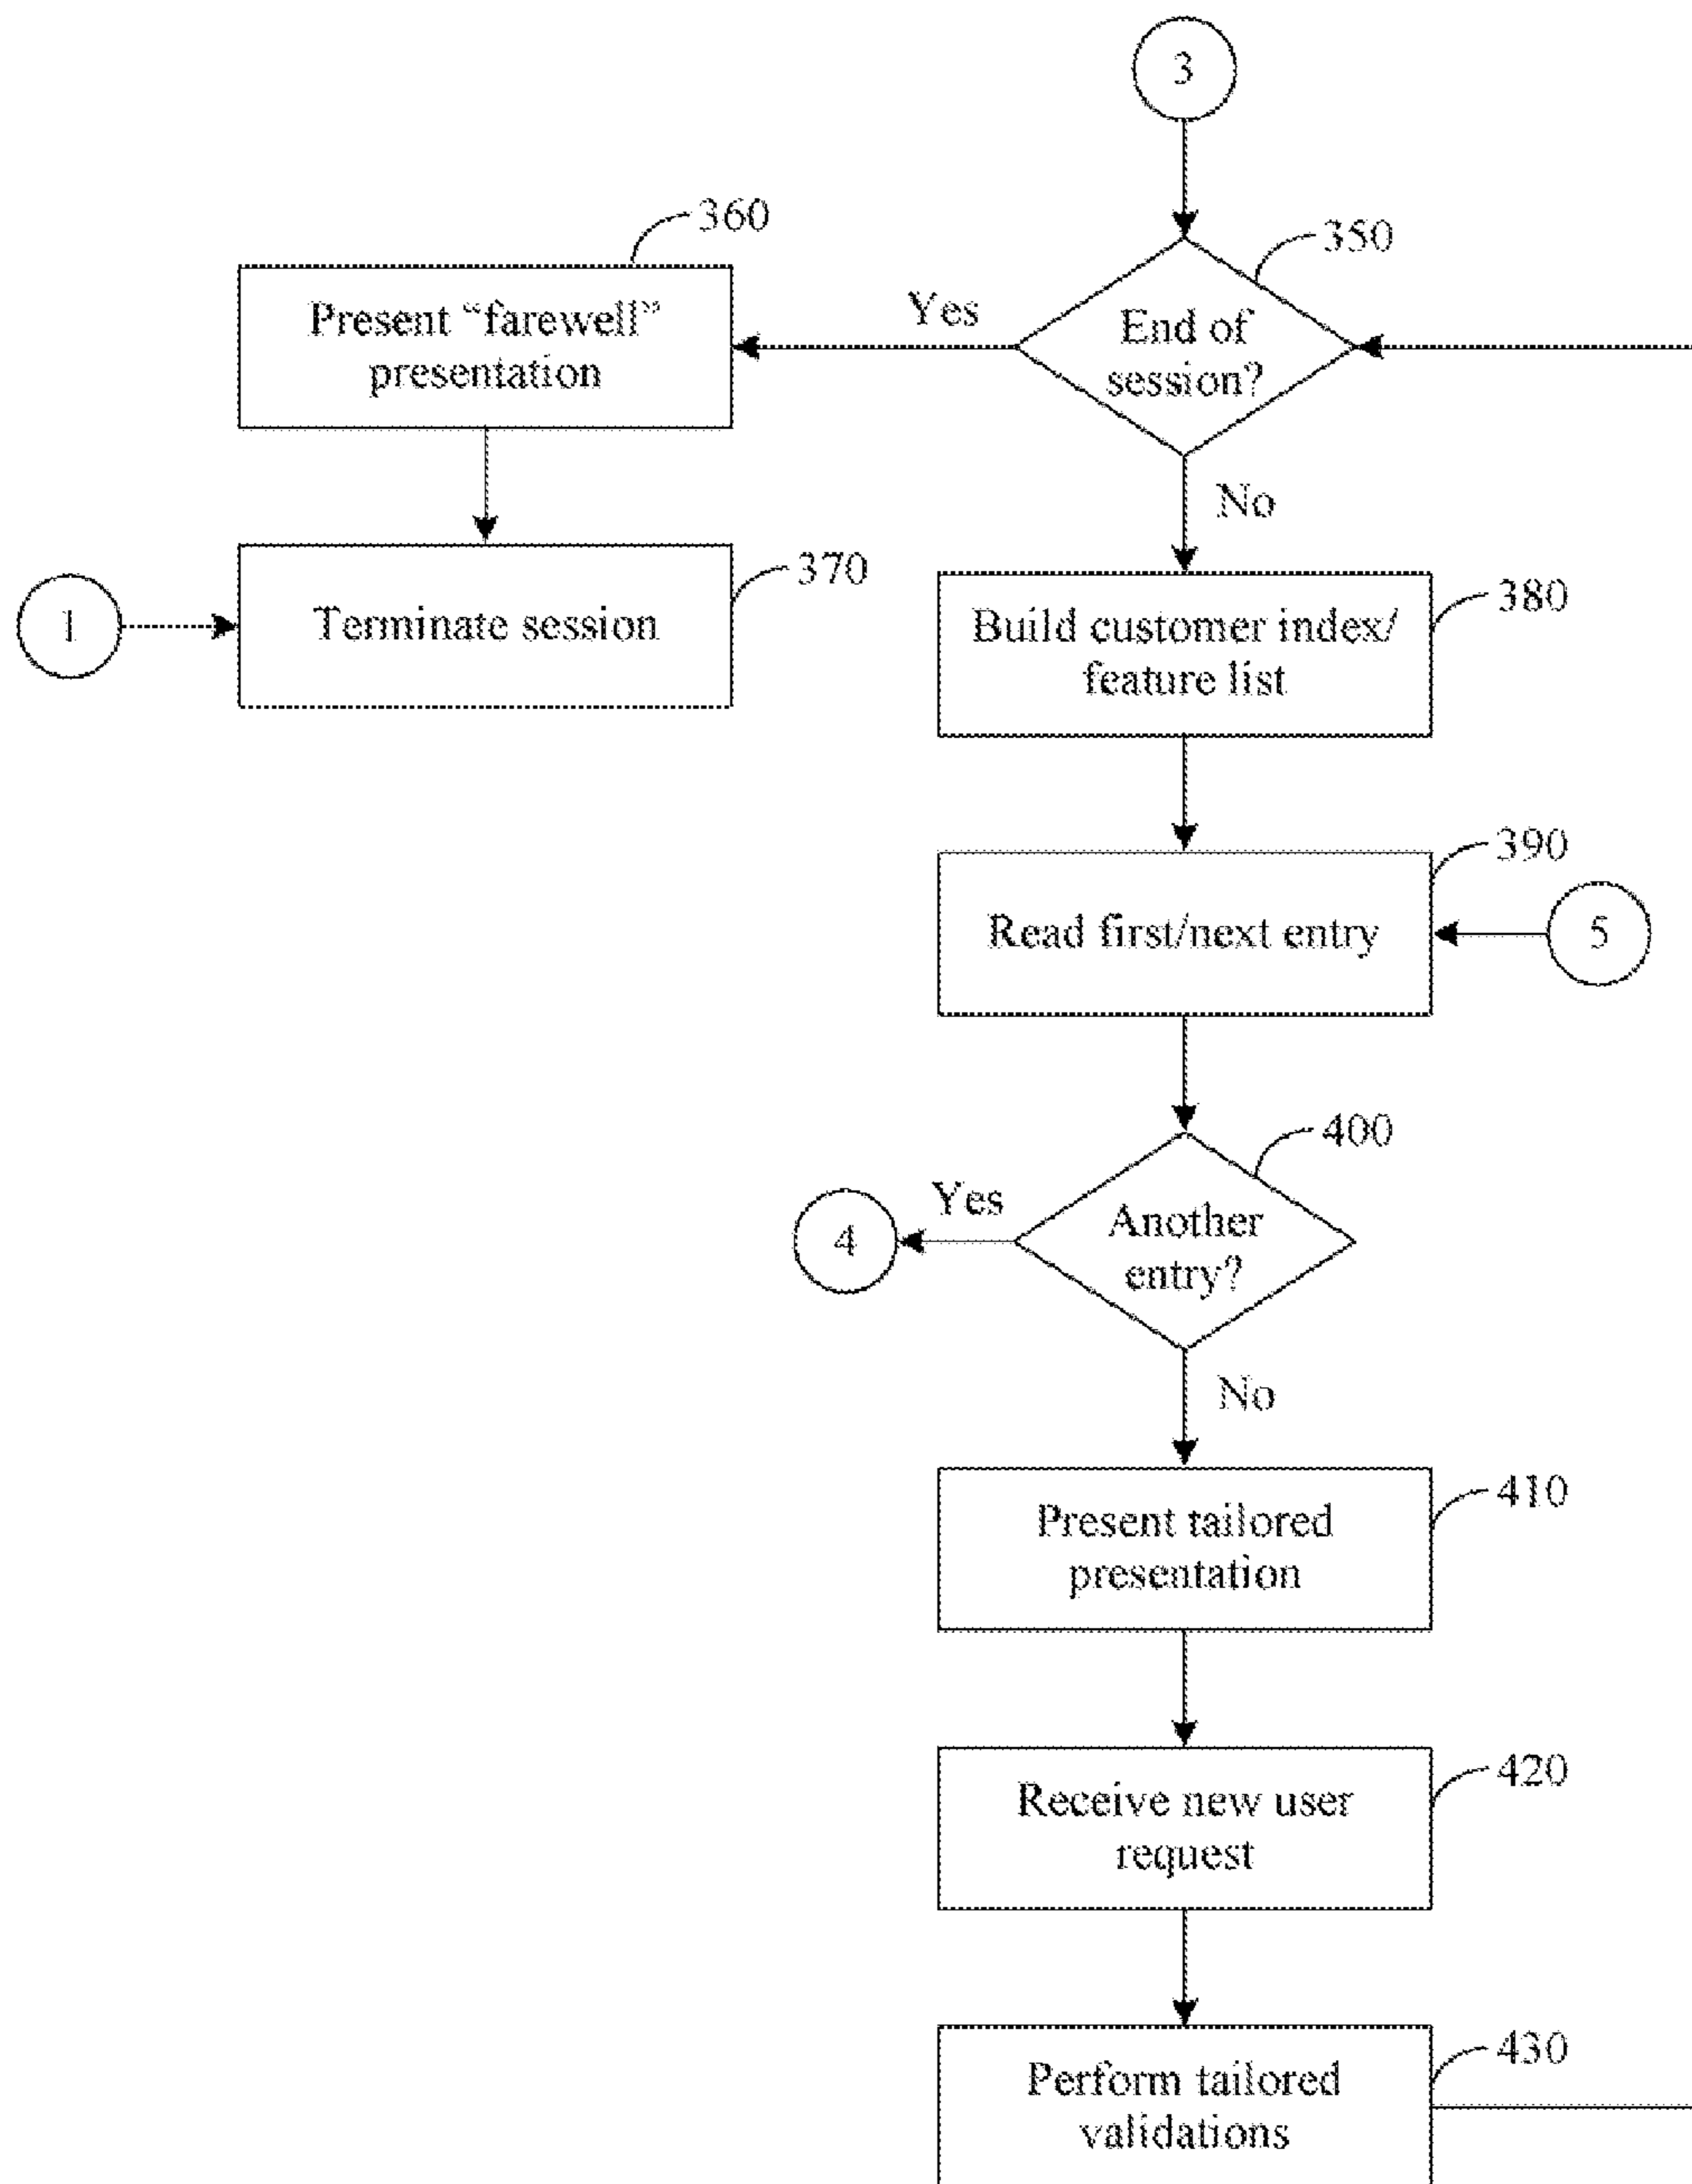 3
360
350
Present “farewell”
presentation
Yes
End of
session?
No
370
1
Terminate session
380
Build customer index/
feature list
390
Read first/next entry
5
400
4
Yes
Another
entry?
No
410
Present tailored
presentation
420
Receive new user
request
430
Perform tailored
validations